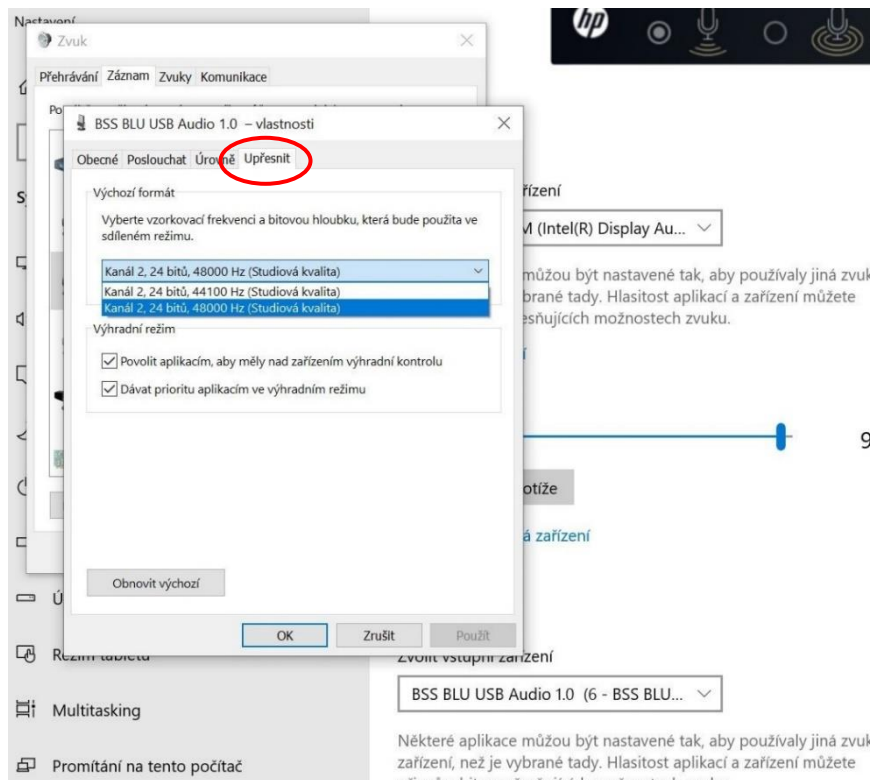 Nastavení
Zvuk
Přehrávání Záznam Zvuky Komunikace
BSS BLU USB Audio 1.0 – vlastnosti
Obecné Poslouchat Úrovně Upřesnit
Výchozí formát
Vyberte vzorkovací frekvenci a bitovou hloubku, která bude použita ve
sdíleném režimu.
Kanál 2, 24 bitů, 48000 Hz (Studiová kvalita)
Kanál 2, 24 bitů, 44100 Hz (Studiová kvalita)
Kanál 2, 24 bitů, 48000 Hz (Studiová kvalita)
Výhradní režim
Povolit aplikacím, aby měly nad zařízením výhradní kontrolu
Dávat prioritu aplikacím ve výhradním režimu
Obnovit výchozí
OK Zrušit Použít
hp
(Intel(R) Display Au...
můžou být nastavené tak, aby používaly jiná
tady. Hlasitost aplikací a zařízení můžete
možnostech zvuku.
zařízení
Režim tabletu
Multitasking
Promítání na tento počítač
Zvolit vstupní zařízení
BSS BLU USB Audio 1.0 (6 - BSS BLU...
Některé aplikace můžou být nastavené tak, aby používaly jiná
zařízení, než je vybrané tady. Hlasitost aplikací a zařízení můžete